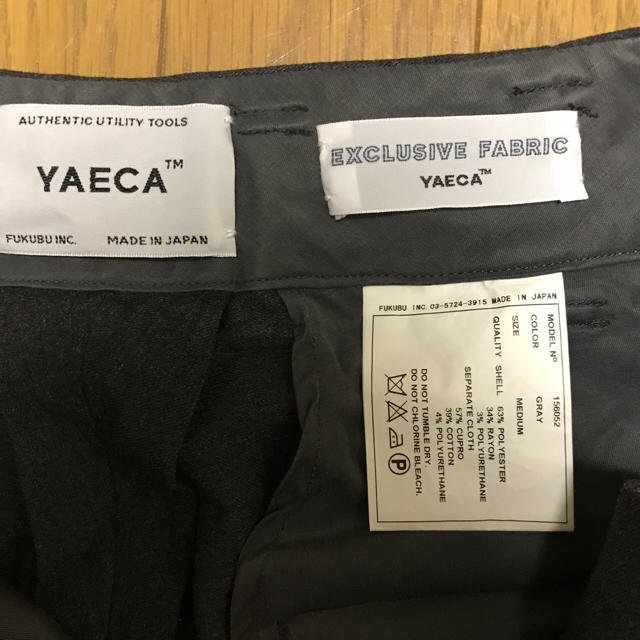 AUTHENTIC UTILITY TOOLS
YAECA™
FUKUBU INC. MADE IN JAPAN
EXCLUSIVE FABRIC
YAECA™
FUKUBU INC. 03-5724-3915 MADE IN JAPAN
MODEL Nº 156052
COLOR GRAY
SIZE MEDIUM
QUALITY SHELL 63% POLYESTER
34% RAYON
3% POLYURETHANE
SEPARATE CLOTH
57% CUPRO
39% COTTON
4% POLYURETHANE
DO NOT TUMBLE DRY.
DO NOT CHLORINE BLEACH.
P